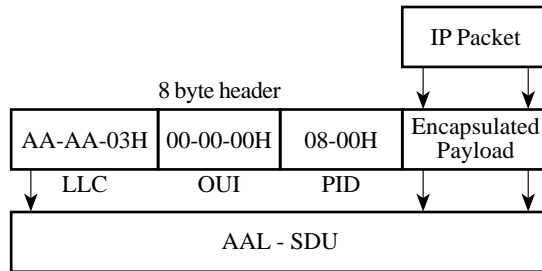 IP Packet
8 byte header
AA-AA-03H
00-00-00H
08-00H
Encapsulated
Payload
LLC
OUI
PID
AAL - SDU